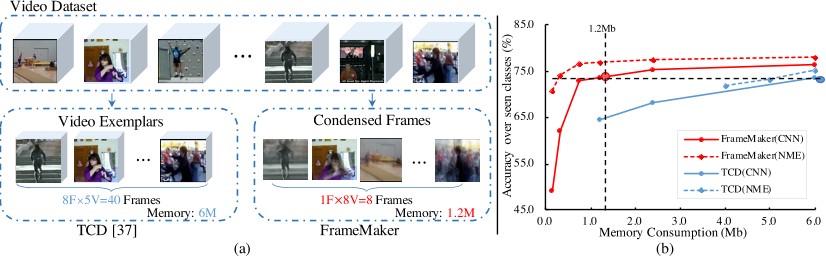 Video Dataset
...
Video Exemplars
...
8F×5V=40 Frames
Memory: 6M
TCD [37]
Condensed Frames
...
1F×8V=8 Frames
Memory: 1.2M
FrameMaker
(a)
Accuracy over seen classes (%)
85.0
75.0
65.0
55.0
45.0
1.2Mb
FrameMaker(CNN)
FrameMaker(NME)
TCD(CNN)
TCD(NME)
0.0 1.0 2.0 3.0 4.0 5.0 6.0
Memory Consumption (Mb)
(b)